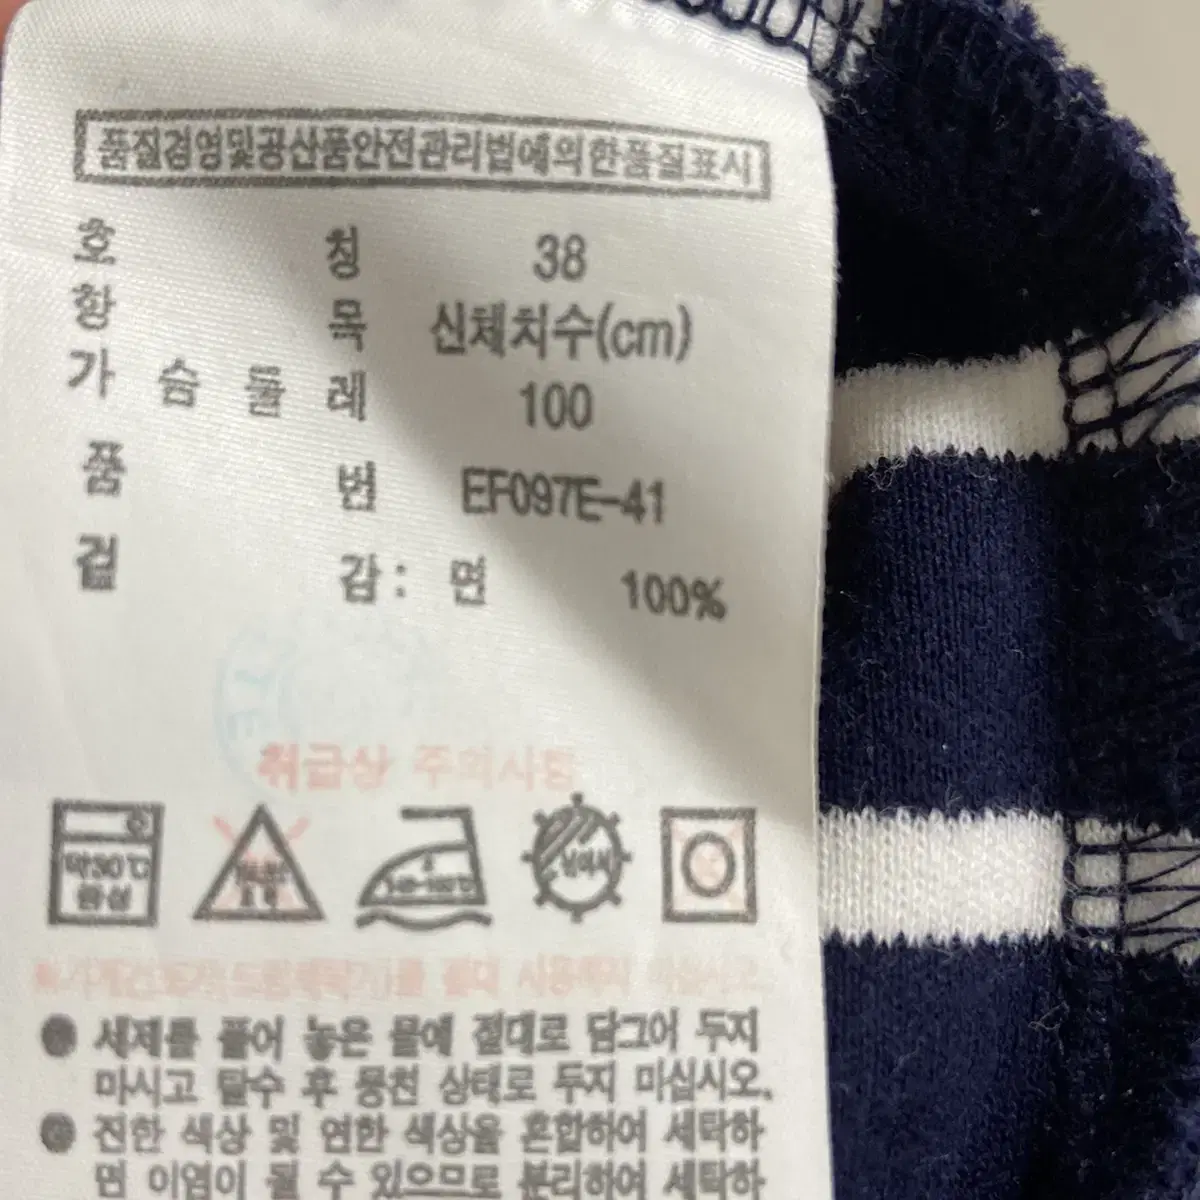 품질경영및공산품안전관리법에의한품질표시
호 칭 38
항 목 신체치수(cm)
가 슴 둘 레 100
품 번 EF097E-41
겉 감 : 면 100%
취급상 주의사항
약30℃
중성
세제를 풀어 놓은 물에 절대로 담그어 두지
마시고 탈수 후 뭉친 상태로 두지 마십시오.
진한 색상 및 연한 색상을 혼합하여 세탁하
면 이염이 될 수 있으므로 분리하여 세탁하